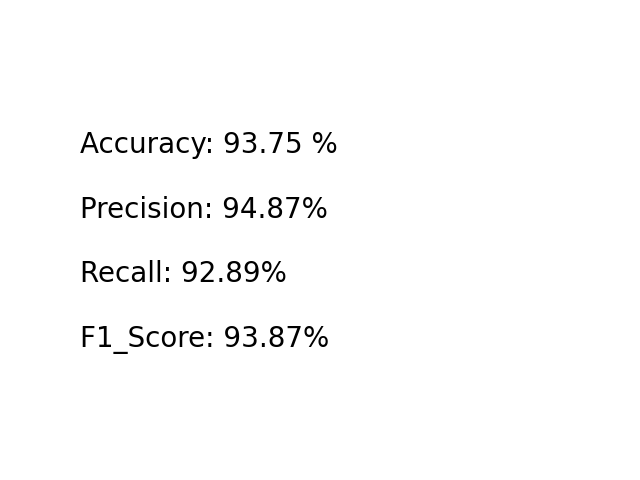 Accuracy: 93.75 %
Precision: 94.87%
Recall: 92.89%
F1_Score: 93.87%